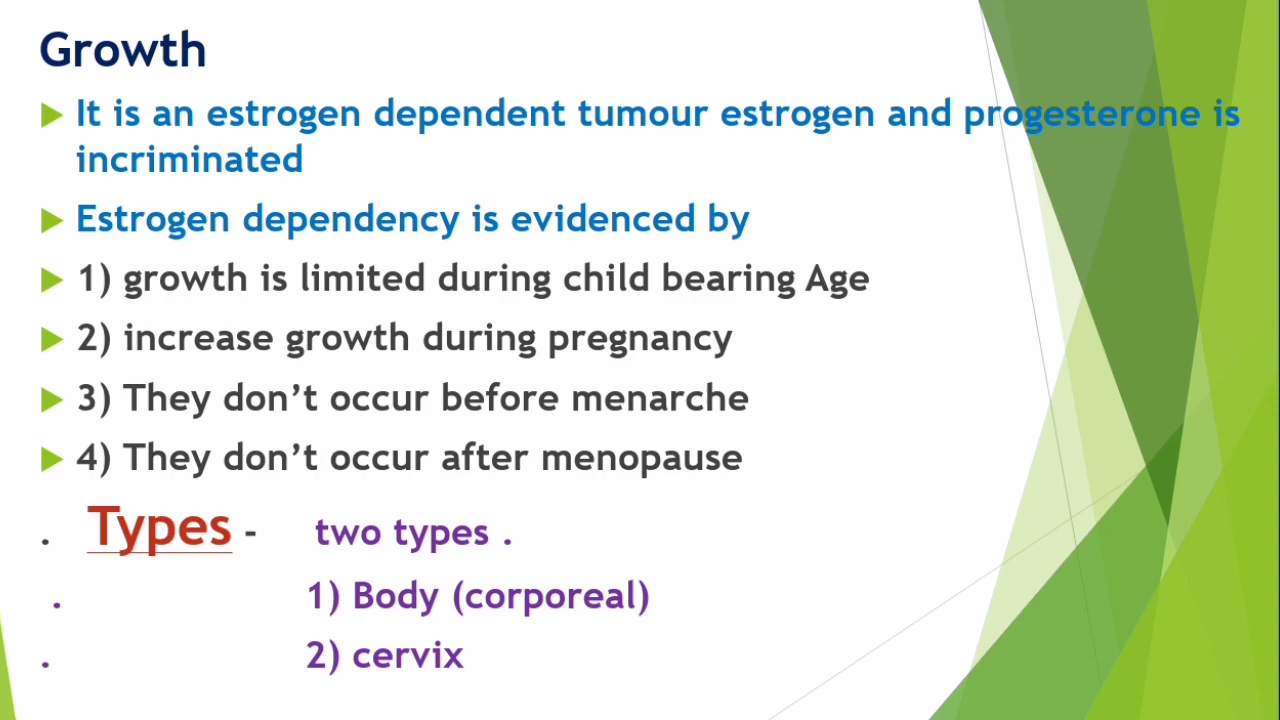 Growth
It is an estrogen dependent tumour estrogen and progesterone is
incriminated
Estrogen dependency is evidenced by
1) growth is limited during child bearing Age
2) increase growth during pregnancy
3) They don’t occur before menarche
4) They don’t occur after menopause
. Types - two types .
. 1) Body (corporeal)
. 2) cervix